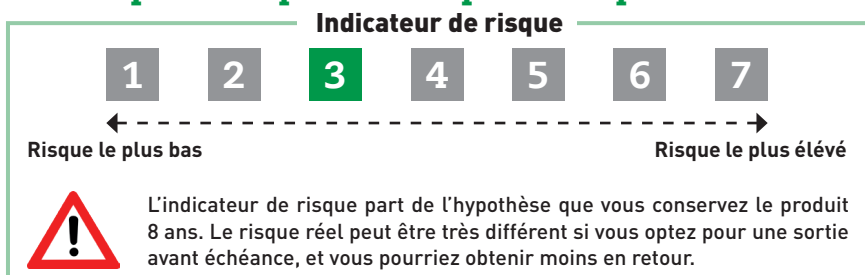 Indicateur de risque
1 2 3 4 5 6 7
Risque le plus bas Risque le plus élévé
L'indicateur de risque part de l'hypothèse que vous conservez le produit
8 ans. Le risque réel peut être très différent si vous optez pour une sortie
avant échéance, et vous pourriez obtenir moins en retour.